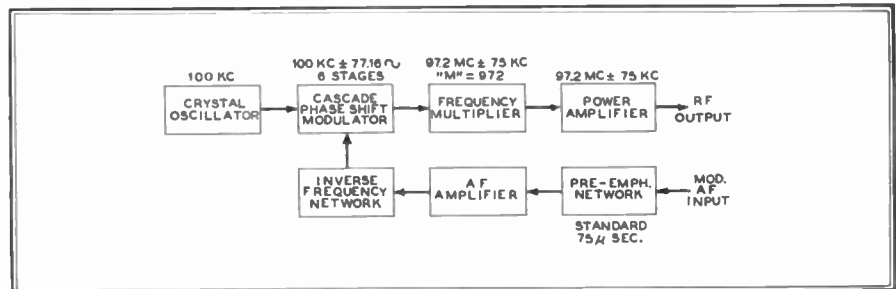 100 KC
CRYSTAL
OSCILLATOR
100 KC ± 77.16 ~
6 STAGES
CASCADE
PHASE SHIFT
MODULATOR
97.2 MC ± 75 KC
"M" = 972
FREQUENCY
MULTIPLIER
97.2 MC ± 75 KC
POWER
AMPLIFIER
RF
OUTPUT
INVERSE
FREQUENCY
NETWORK
AF
AMPLIFIER
PRE-EMPH.
NETWORK
STANDARD
75 μ SEC.
MOD.
AF
INPUT